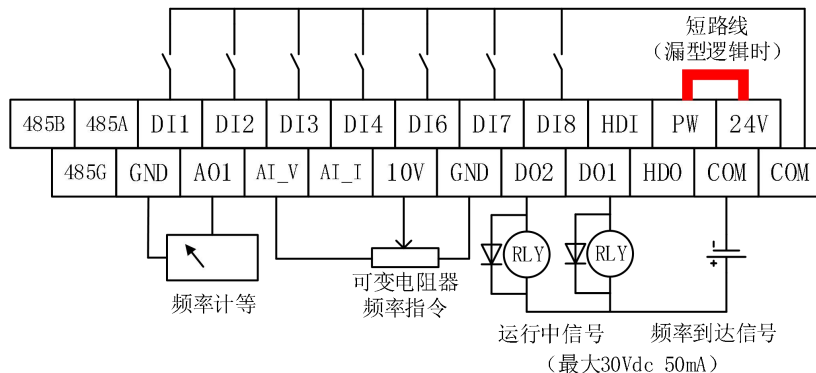 短路线
（漏型逻辑时）
485B 485A DI1 DI2 DI3 DI4 DI6 DI7 DI8 HDI PW 24V
485G GND AO1 AI_V AI_I 10V GND DO2 DO1 HDO COM COM
RLY RLY
频率计等
可变电阻器
频率指令
运行中信号 频率到达信号
（最大30Vdc 50mA）